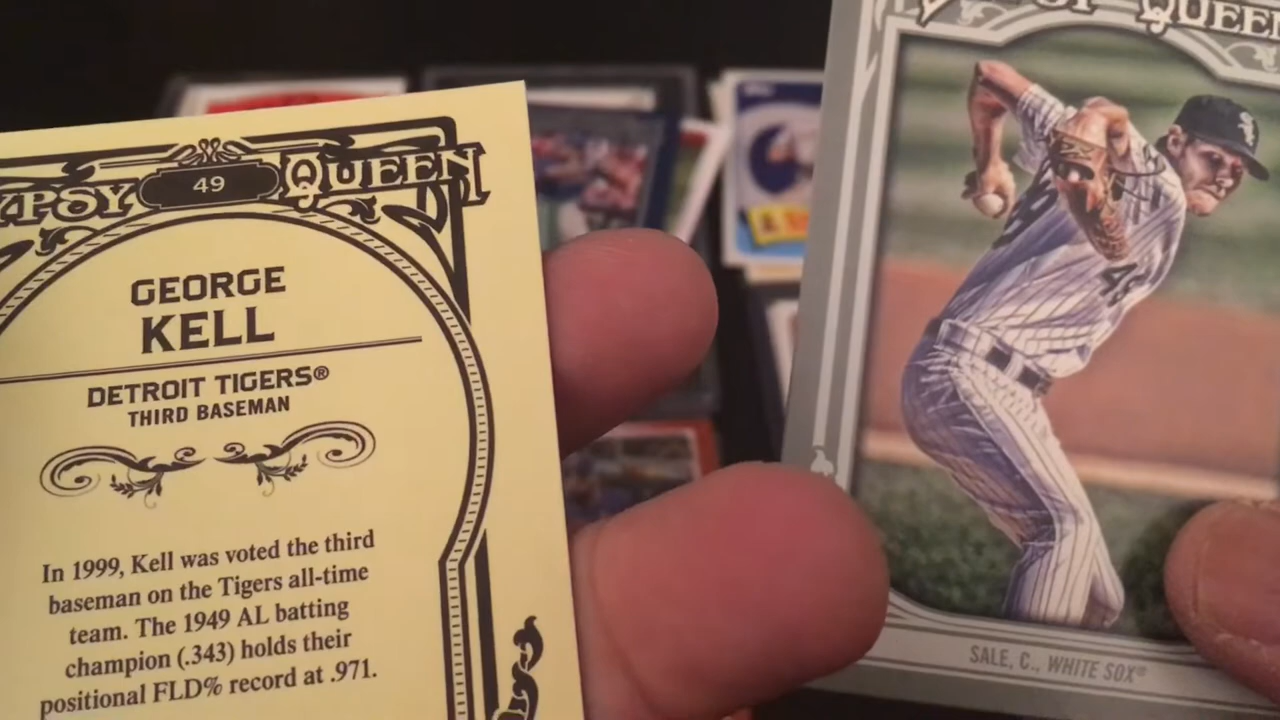 YPSY QUEEN
49
GEORGE
KELL
DETROIT TIGERS®
THIRD BASEMAN
In 1999, Kell was voted the third
baseman on the Tigers all-time
team. The 1949 AL batting
champion (.343) holds their
positional FLD% record at .971.
QUEEN
SALE, C., WHITE SOX®